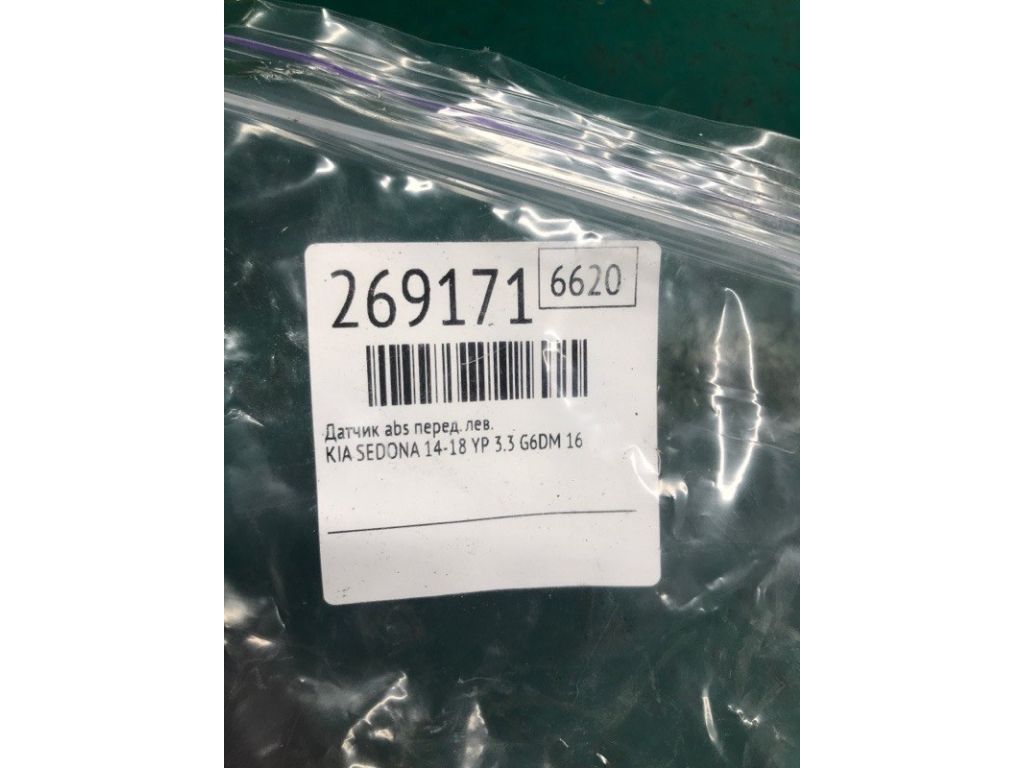 269171 6620
Датчик abs перед. лев.
KIA SEDONA 14-18 YP 3.3 G6DM 16